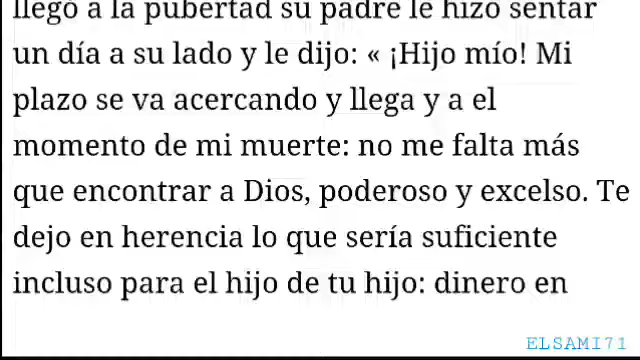 llegó a la pubertad su padre le hizo sentar
un día a su lado y le dijo: « ¡Hijo mío! Mi
plazo se va acercando y llega y a el
momento de mi muerte: no me falta más
que encontrar a Dios, poderoso y excelso. Te
dejo en herencia lo que sería suficiente
incluso para el hijo de tu hijo: dinero en
ELSAMI71